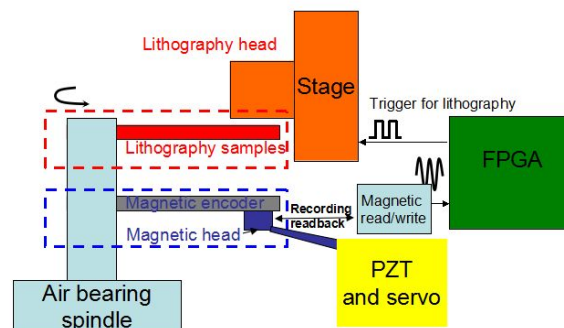 Lithography head
Stage
Trigger for lithography
FPGA
Lithography samples
Magnetic encoder
Recording
readback
Magnetic
read/write
Magnetic head
PZT
and servo
Air bearing
spindle